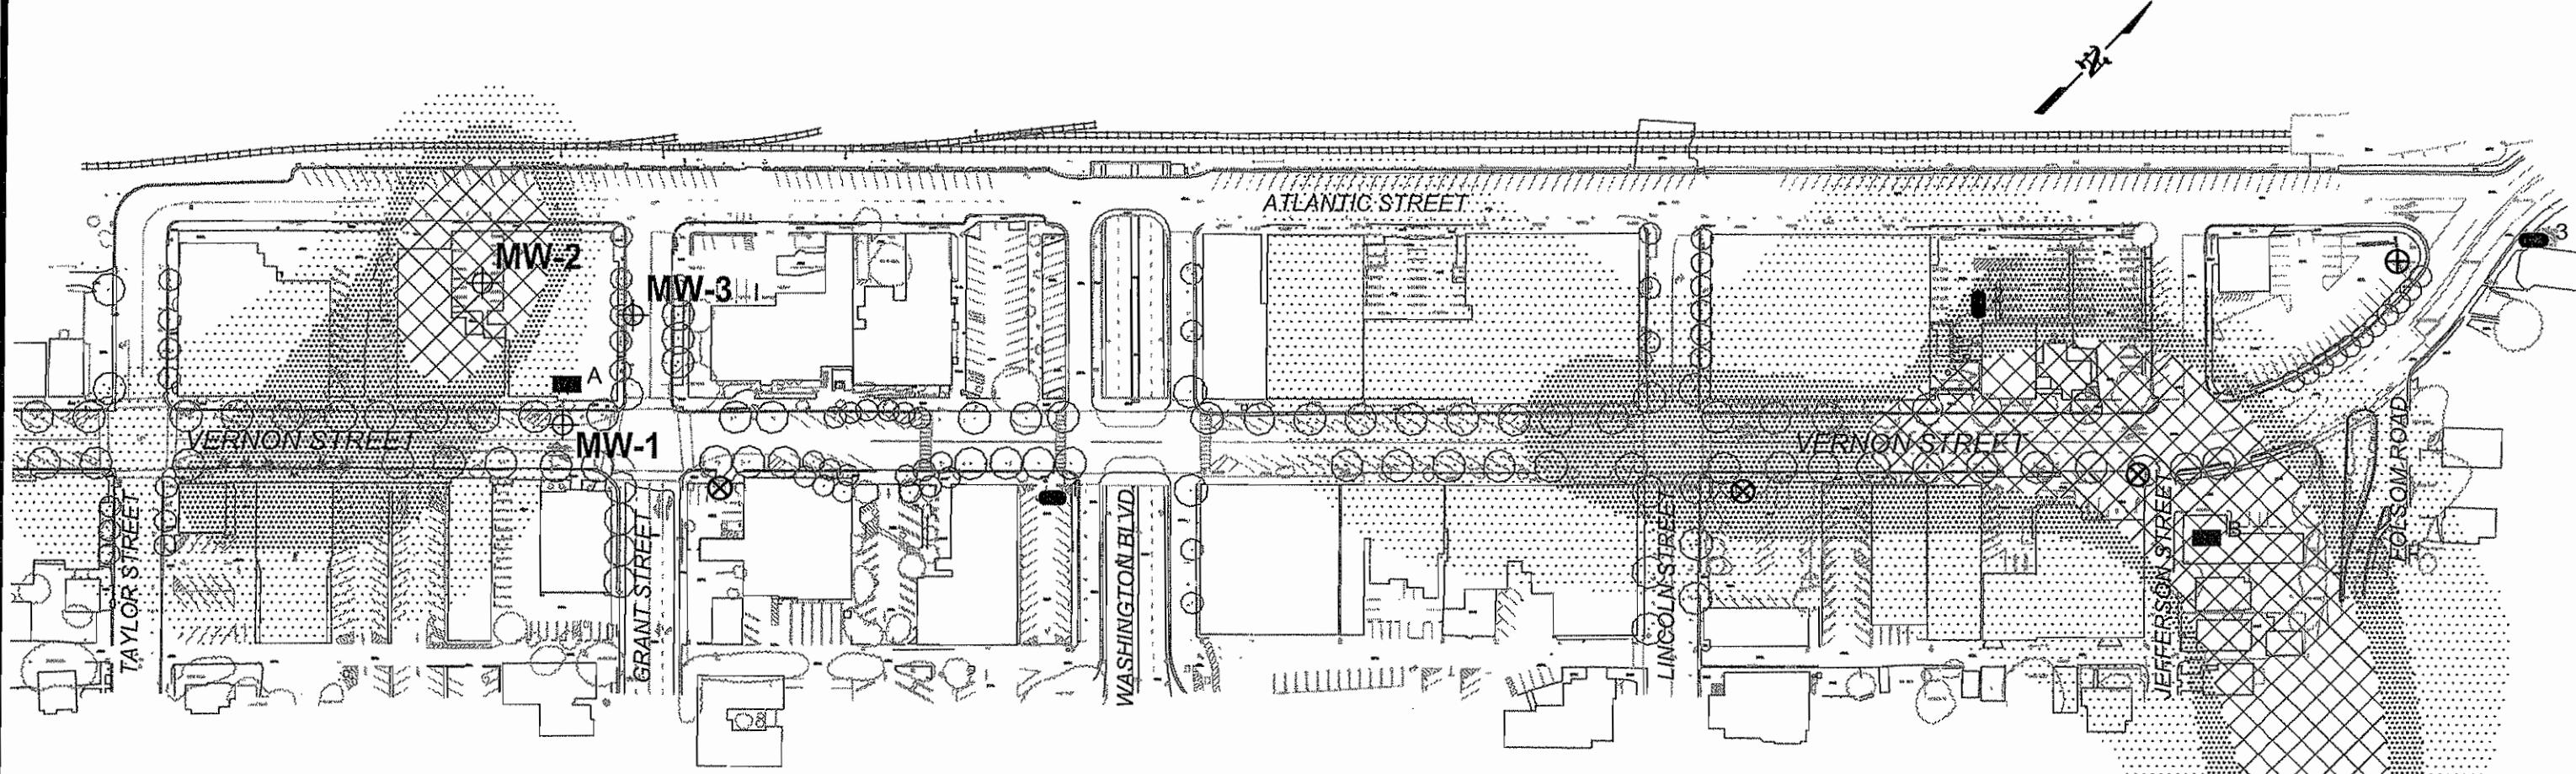 N
ATLANTIC STREET
3
MW-2
MW-3
A
VERNON STREET
MW-1
VERNON STREET
FOLSOM ROAD
TAYLOR STREET
GRANT STREET
WASHINGTON BLVD
LINCOLN STREET
JEFFERSON STREET
B